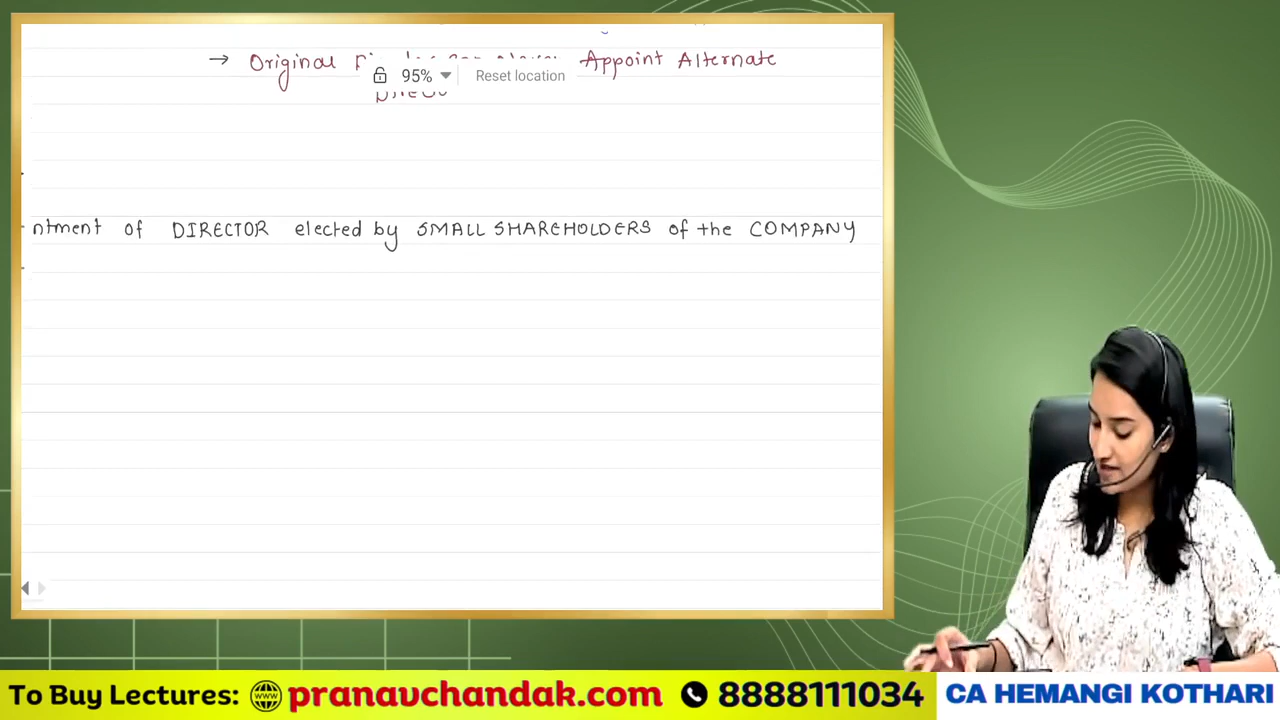 → Original Appoint Alternate
95% Reset location
ntment of DIRECTOR elected by SMALL SHAREHOLDERS of the COMPANY
To Buy Lectures: www pranavchandak.com 8888111034 CA HEMANGI KOTHARI